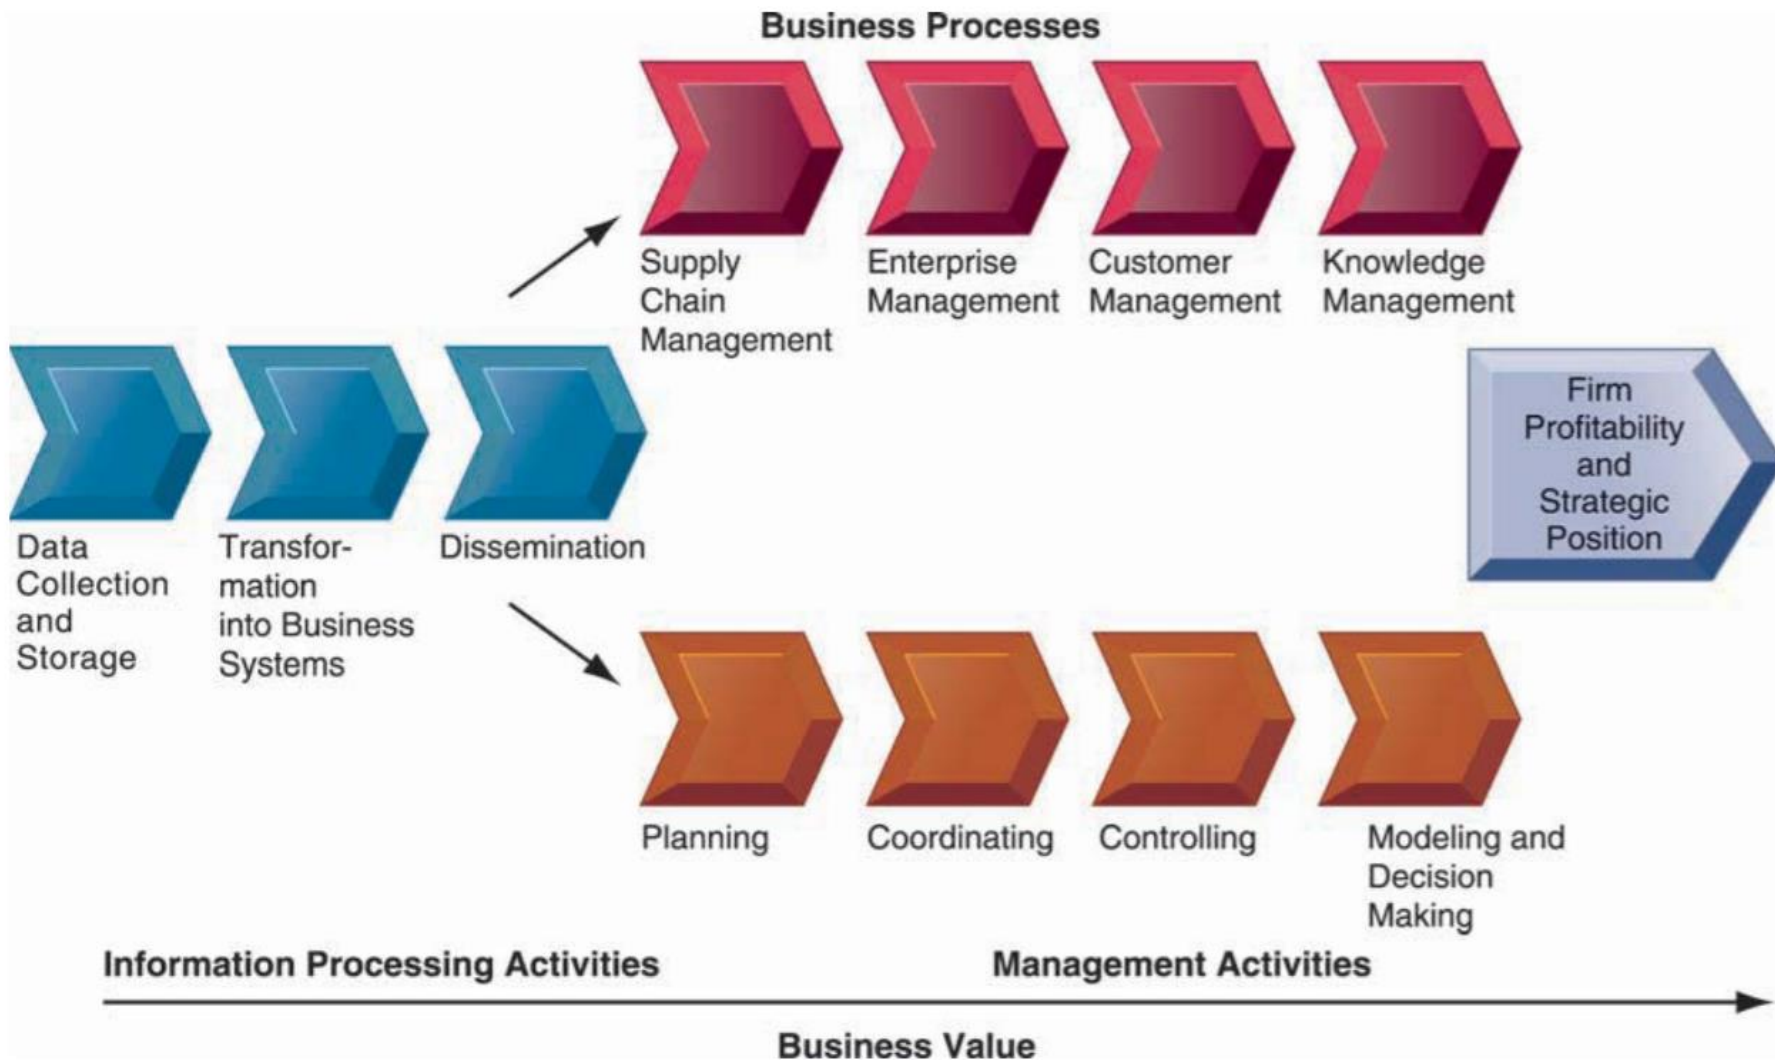 Business Processes
Supply
Chain
Management
Enterprise
Management
Customer
Management
Knowledge
Management
Data
Collection
and
Storage
Transfor-
mation
into Business
Systems
Dissemination
Firm
Profitability
and
Strategic
Position
Planning
Coordinating
Controlling
Modeling and
Decision
Making
Information Processing Activities
Management Activities
Business Value